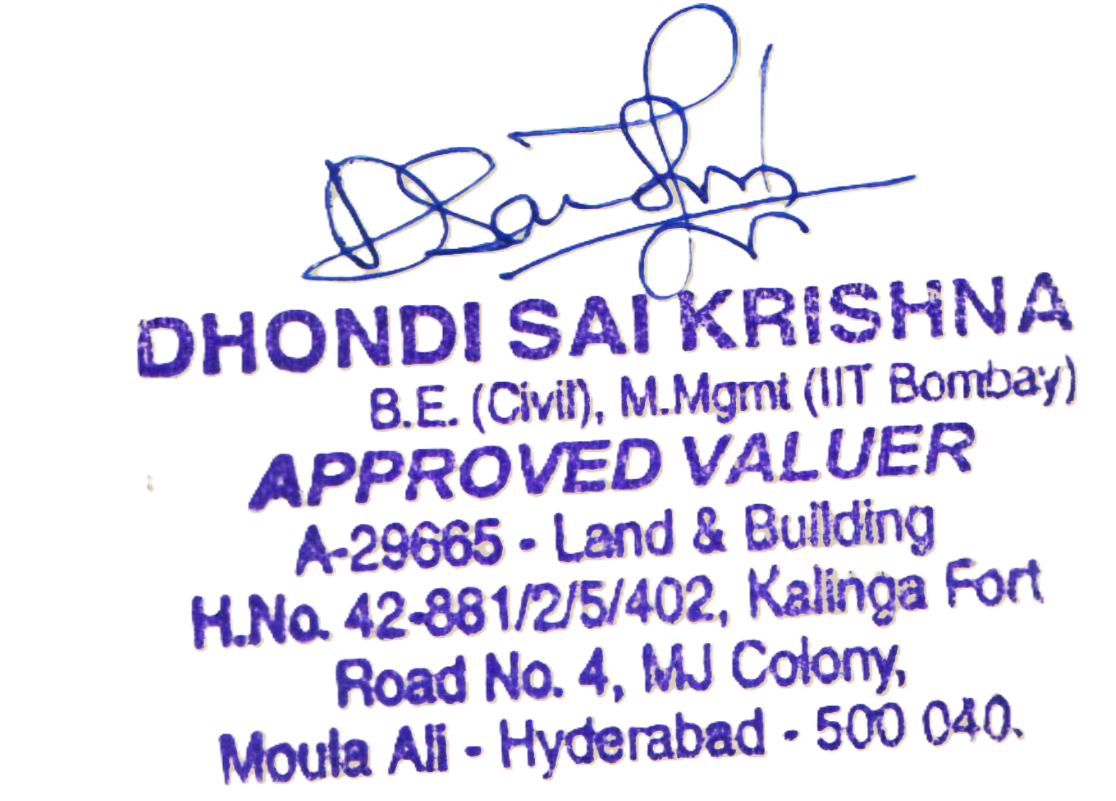 DHONDI SAI KRISHNA
B.E. (Civil), M.Mgmt (IIT Bombay)
APPROVED VALUER
A-29665 - Land & Building
H.No. 42-881/2/5/402, Kalinga Fort
Road No. 4, MJ Colony,
Moula Ali - Hyderabad - 500 040.